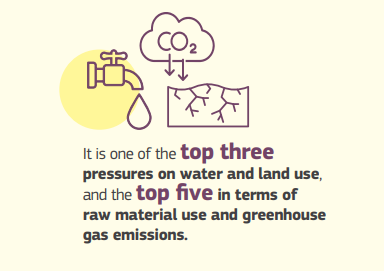 CO2
It is one of the top three
pressures on water and land use,
and the top five in terms of
raw material use and greenhouse
gas emissions.